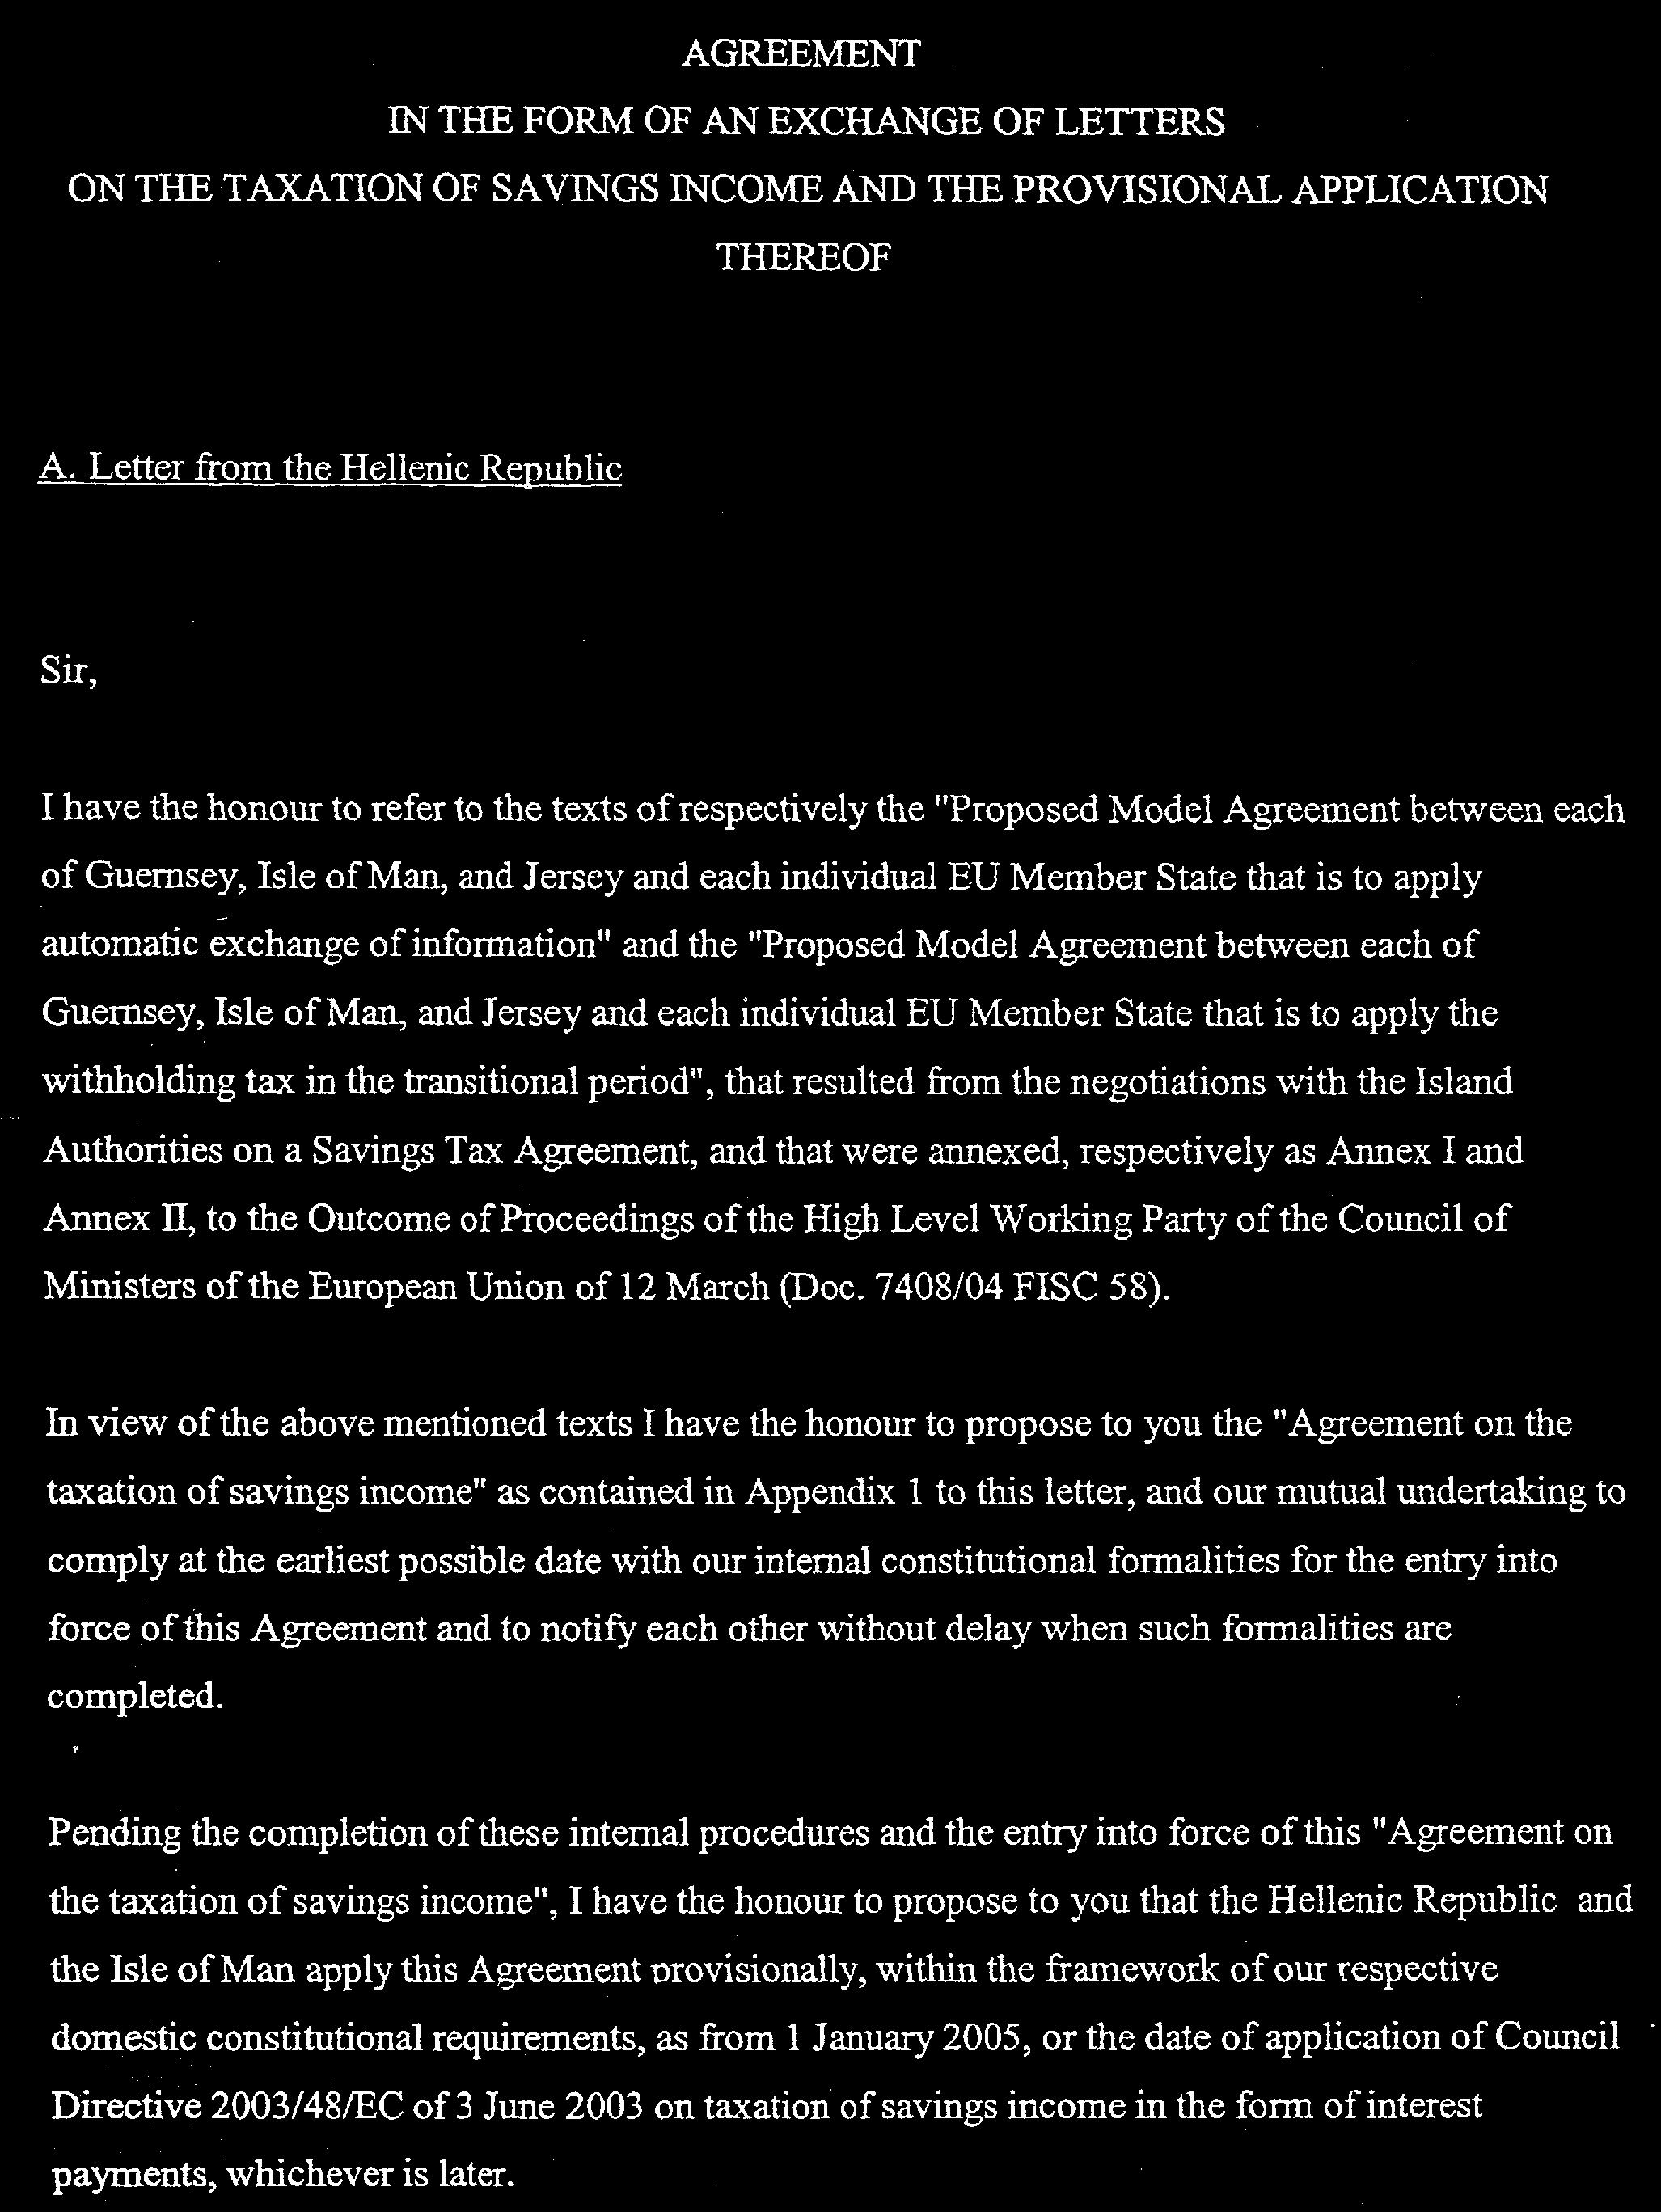 AGREEMENT
IN THE FORM OF AN EXCHANGE OF LETTERS
ON THE TAXATION OF SAVINGS INCOME AND THE PROVISIONAL APPLICATION
THEREOF
A. Letter from the Hellenic Republic
Sir,
I have the honour to refer to the texts of respectively the "Proposed Model Agreement between each
of Guernsey, Isle of Man, and Jersey and each individual EU Member State that is to apply
automatic exchange of information" and the "Proposed Model Agreement between each of
Guernsey, Isle of Man, and Jersey and each individual EU Member State that is to apply the
withholding tax in the transitional period", that resulted from the negotiations with the Island
Authorities on a Savings Tax Agreement, and that were annexed, respectively as Annex I and
Annex II, to the Outcome of Proceedings of the High Level Working Party of the Council of
Ministers of the European Union of 12 March (Doc. 7408/04 FISC 58).
In view of the above mentioned texts I have the honour to propose to you the "Agreement on the
taxation of savings income" as contained in Appendix 1 to this letter, and our mutual undertaking to
comply at the earliest possible date with our internal constitutional formalities for the entry into
force of this Agreement and to notify each other without delay when such formalities are
completed.
Pending the completion of these internal procedures and the entry into force of this "Agreement on
the taxation of savings income", I have the honour to propose to you that the Hellenic Republic and
the Isle of Man apply this Agreement provisionally, within the framework of our respective
domestic constitutional requirements, as from 1 January 2005, or the date of application of Council
Directive 2003/48/EC of 3 June 2003 on taxation of savings income in the form of interest
payments, whichever is later.